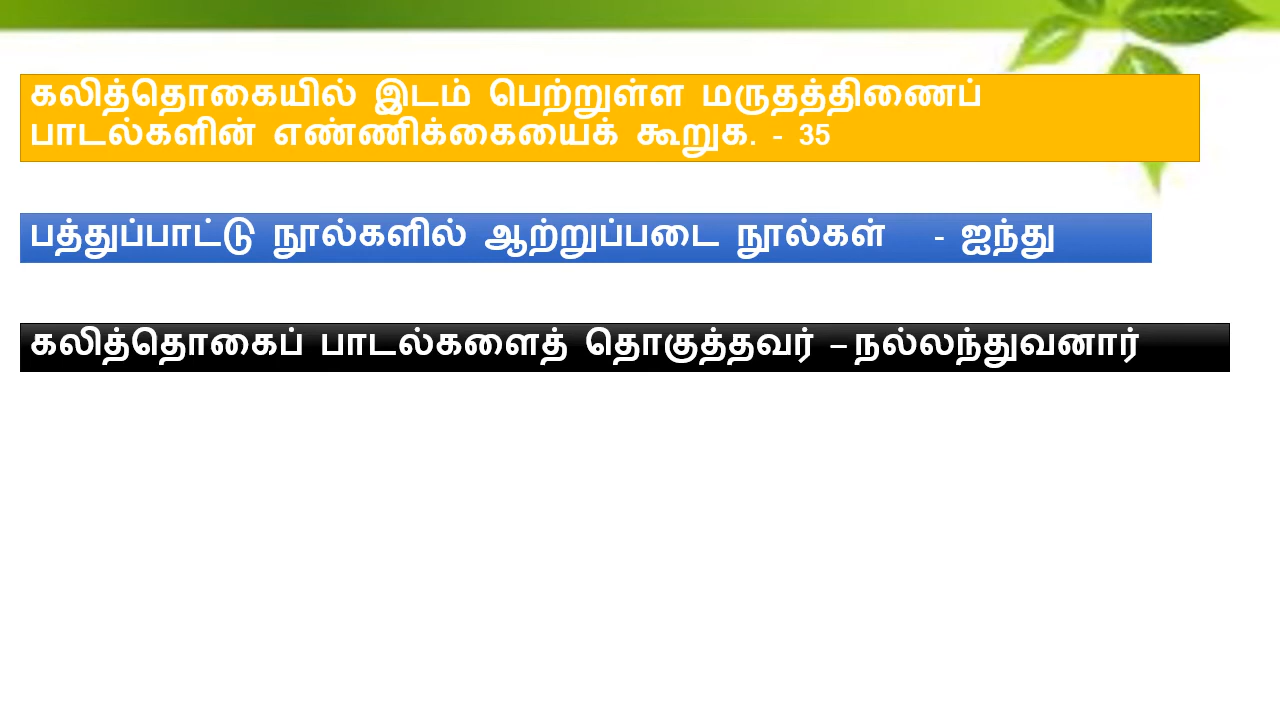 கலித்தொகையில் இடம் பெற்றுள்ள மருதத்திணைப்
பாடல்களின் எண்ணிக்கையைக் கூறுக. - 35
பத்துப்பாட்டு நூல்களில் ஆற்றுப்படை நூல்கள் - ஐந்து
கலித்தொகைப் பாடல்களைத் தொகுத்தவர் – நல்லந்துவனார்